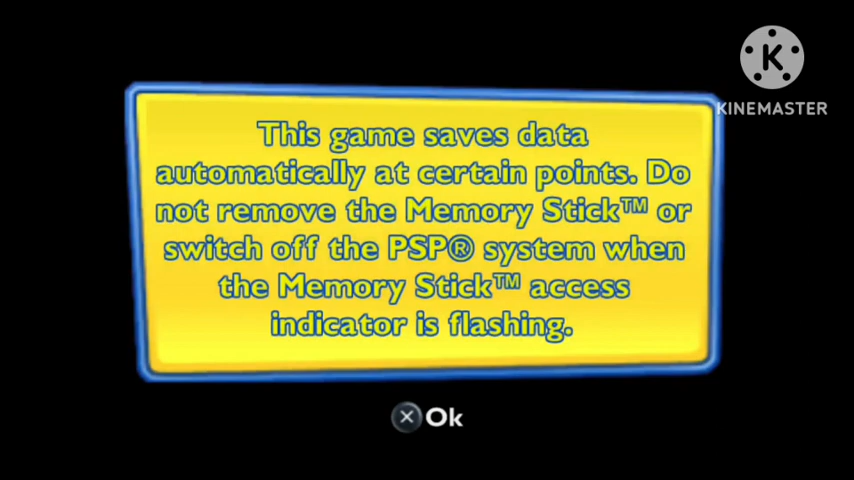 KINEMASTER
This game saves data
automatically at certain points. Do
not remove the Memory Stick™ or
switch off the PSP® system when
the Memory Stick™ access
indicator is flashing.
Ok